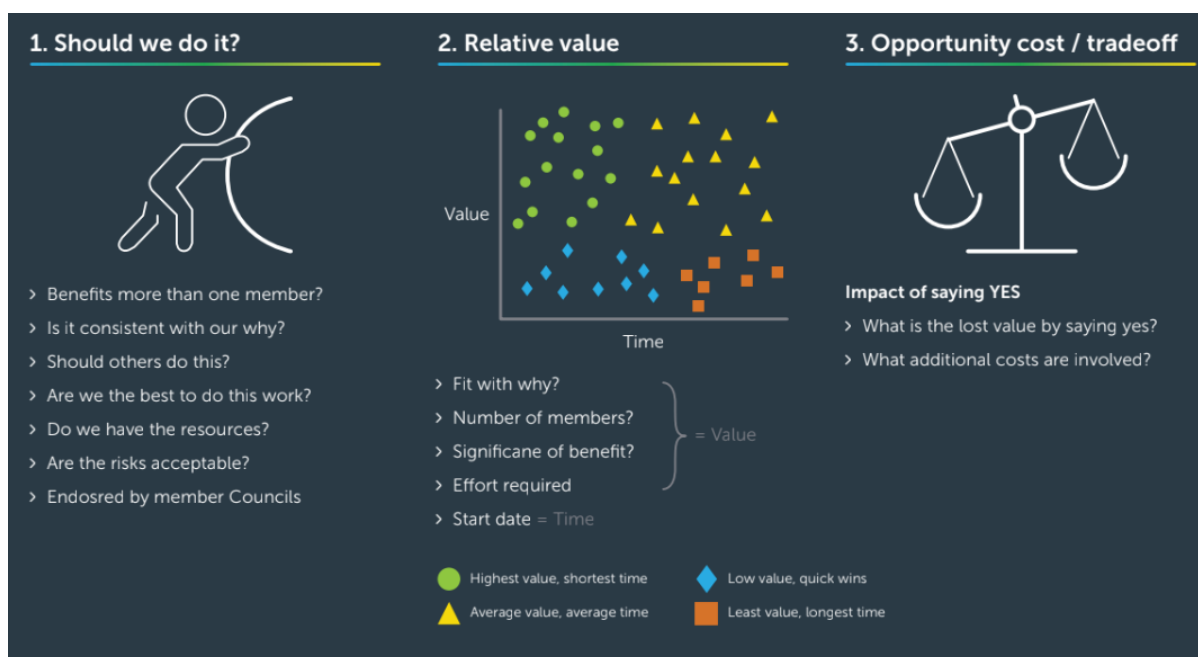 1. Should we do it?
› Benefits more than one member?
› Is it consistent with our why?
› Should others do this?
› Are we the best to do this work?
› Do we have the resources?
› Are the risks acceptable?
› Endosred by member Councils
2. Relative value
Value
Time
› Fit with why?
› Number of members?
› Significane of benefit?
› Effort required
= Value
› Start date = Time
Highest value, shortest time
Low value, quick wins
Average value, average time
Least value, longest time
3. Opportunity cost / tradeoff
Impact of saying YES
› What is the lost value by saying yes?
› What additional costs are involved?